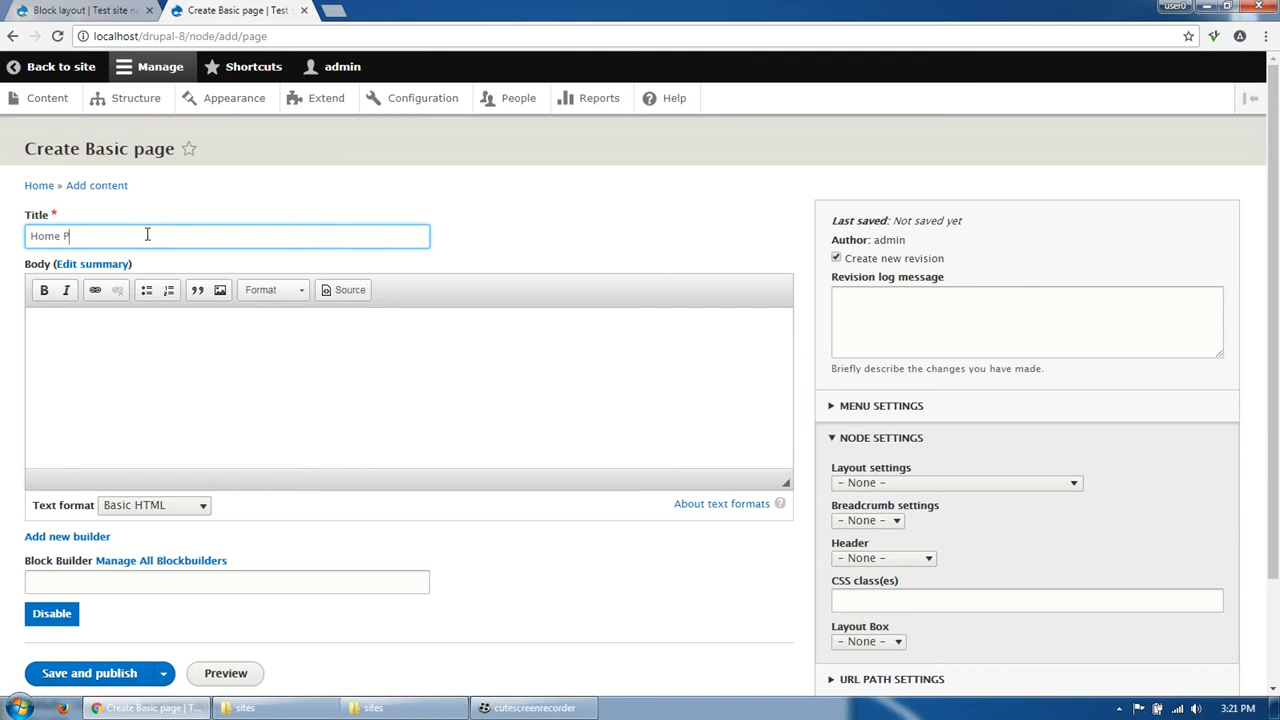 Block layout | Test site na
Create Basic page | Test
user0
localhost/drupal-8/node/add/page
Back to site
Manage
Shortcuts
admin
Content
Structure
Appearance
Extend
Configuration
People
Reports
Help
Create Basic page
Home » Add content
Title *
Home P
Body (Edit summary)
B I
Format
Source
Text format
Basic HTML
About text formats ?
Add new builder
Block Builder Manage All Blockbuilders
Disable
Save and publish
Preview
Last saved: Not saved yet
Author: admin
Create new revision
Revision log message
Briefly describe the changes you have made.
MENU SETTINGS
NODE SETTINGS
Layout settings
- None -
Breadcrumb settings
- None -
Header
- None -
CSS class(es)
Layout Box
- None -
URL PATH SETTINGS
Create Basic page | T...
sites
sites
cutescreenrecorder
3:21 PM